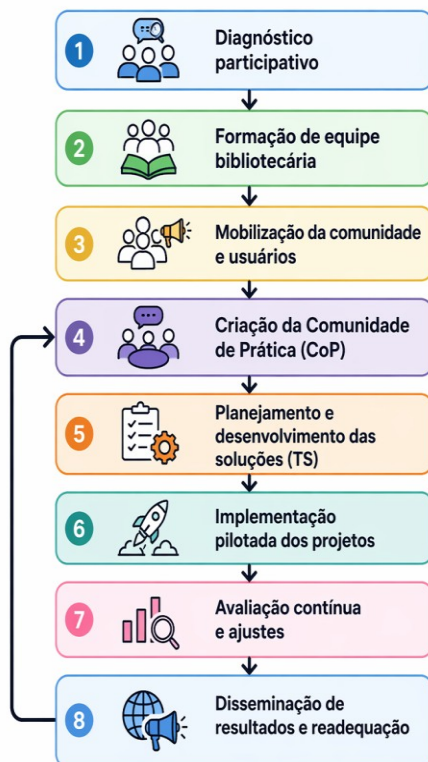 1
Diagnóstico
participativo
2
Formação de equipe
bibliotecária
3
Mobilização da comunidade
e usuários
4
Criação da Comunidade
de Prática (CoP)
5
Planejamento e
desenvolvimento das
soluções (TS)
6
Implementação
pilotada dos projetos
7
Avaliação contínua
e ajustes
8
Disseminação de
resultados e readequação